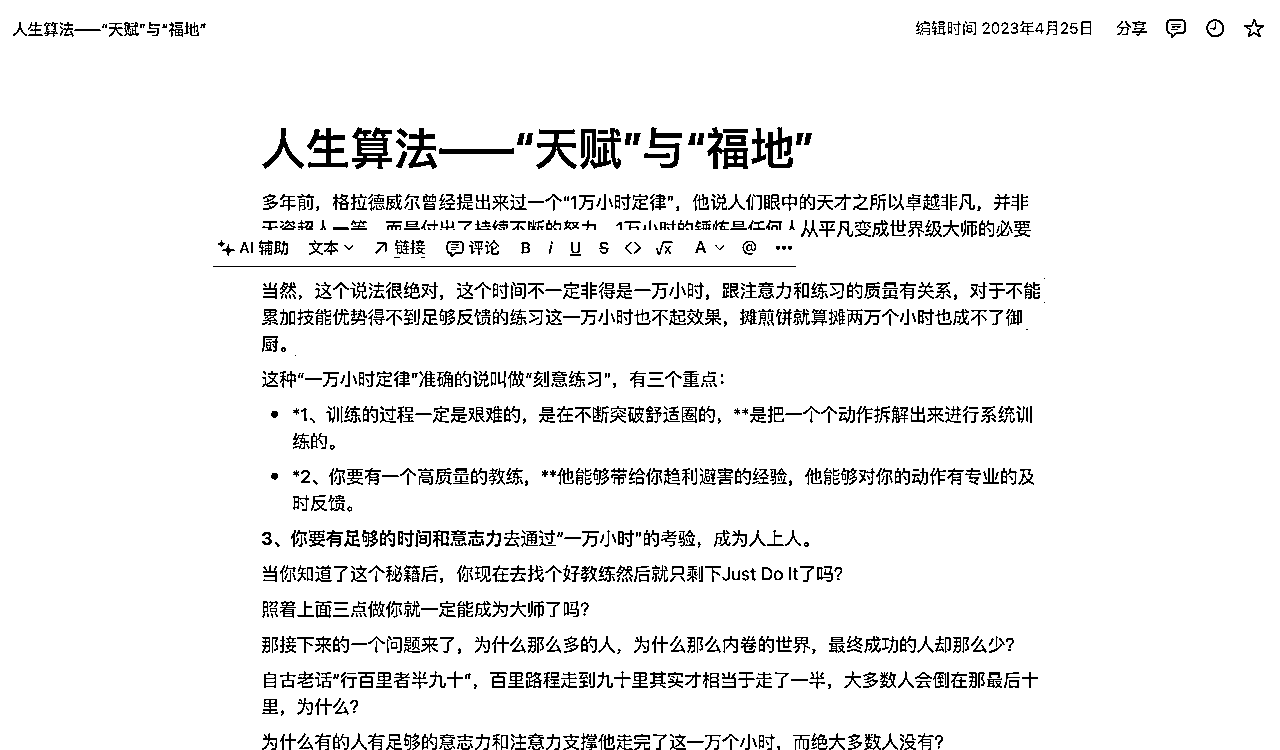 人生算法——“天赋”与“福地”
编辑时间 2023年4月25日 分享
人生算法——“天赋”与“福地”
多年前，格拉德威尔曾经提出来过一个“1万小时定律”，他说人们眼中的天才之所以卓越非凡，并非
天资超人一等，而是付出了持续不断的努力。1万小时的锤炼是任何人从平凡变成世界级大师的必要
AI 辅助 文本 链接 评论 B i U S <> √x A @ •••
当然，这个说法很绝对，这个时间不一定非得是一万小时，跟注意力和练习的质量有关系，对于不能
累加技能优势得不到足够反馈的练习这一万小时也不起效果，摊煎饼就算摊两万个小时也成不了御
厨。
这种“一万小时定律”准确的说叫做“刻意练习”，有三个重点：
• *1、训练的过程一定是艰难的，是在不断突破舒适圈的，**是把一个个动作拆解出来进行系统训
练的。
• *2、你要有一个高质量的教练，**他能够带给你趋利避害的经验，他能够对你的动作有专业的及
时反馈。
3、你要有足够的时间和意志力去通过”一万小时”的考验，成为人上人。
当你知道了这个秘籍后，你现在去找个好教练然后就只剩下Just Do It了吗？
照着上面三点做你就一定能成为大师了吗？
那接下来的一个问题来了，为什么那么多的人，为什么那么内卷的世界，最终成功的人却那么少？
自古老话”行百里者半九十“，百里路程走到九十里其实才相当于走了一半，大多数人会倒在那最后十
里，为什么？
为什么有的人有足够的意志力和注意力支撑他走完了这一万个小时，而绝大多数人没有？